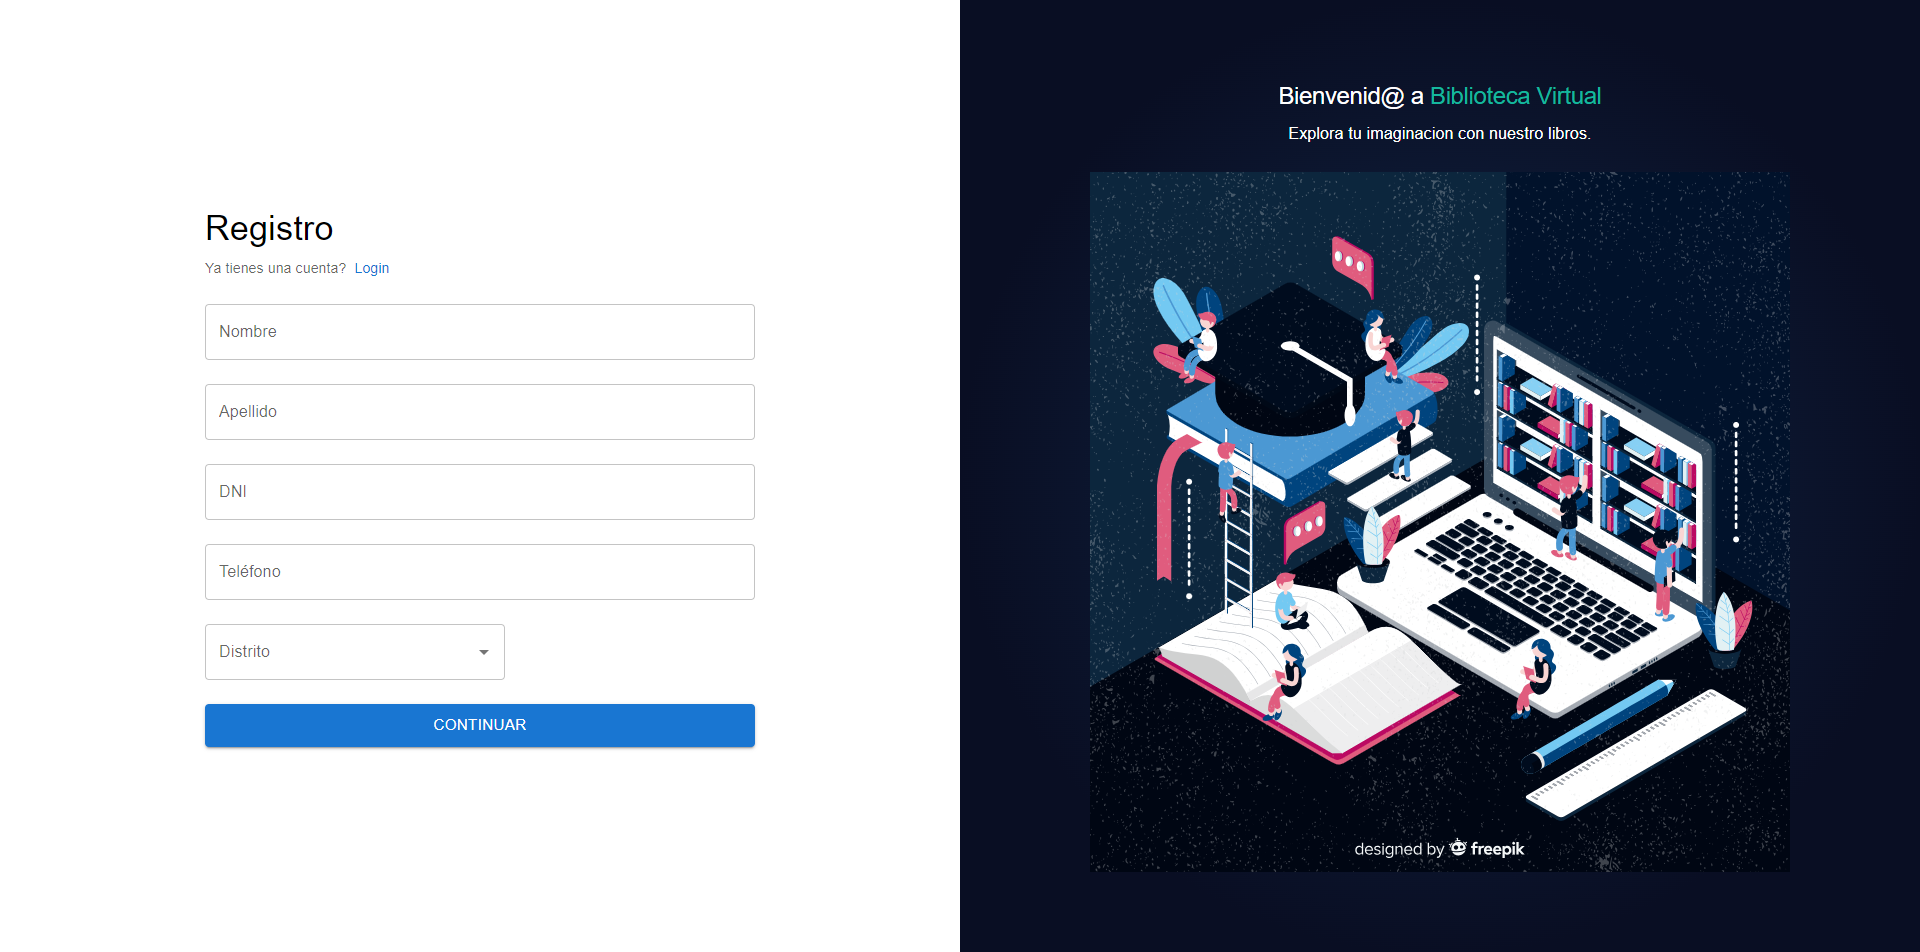 Registro
Ya tienes una cuenta? Login
Nombre
Apellido
DNI
Teléfono
Distrito
CONTINUAR
Bienvenid@ a Biblioteca Virtual
Explora tu imaginacion con nuestro libros.
designed by freepik